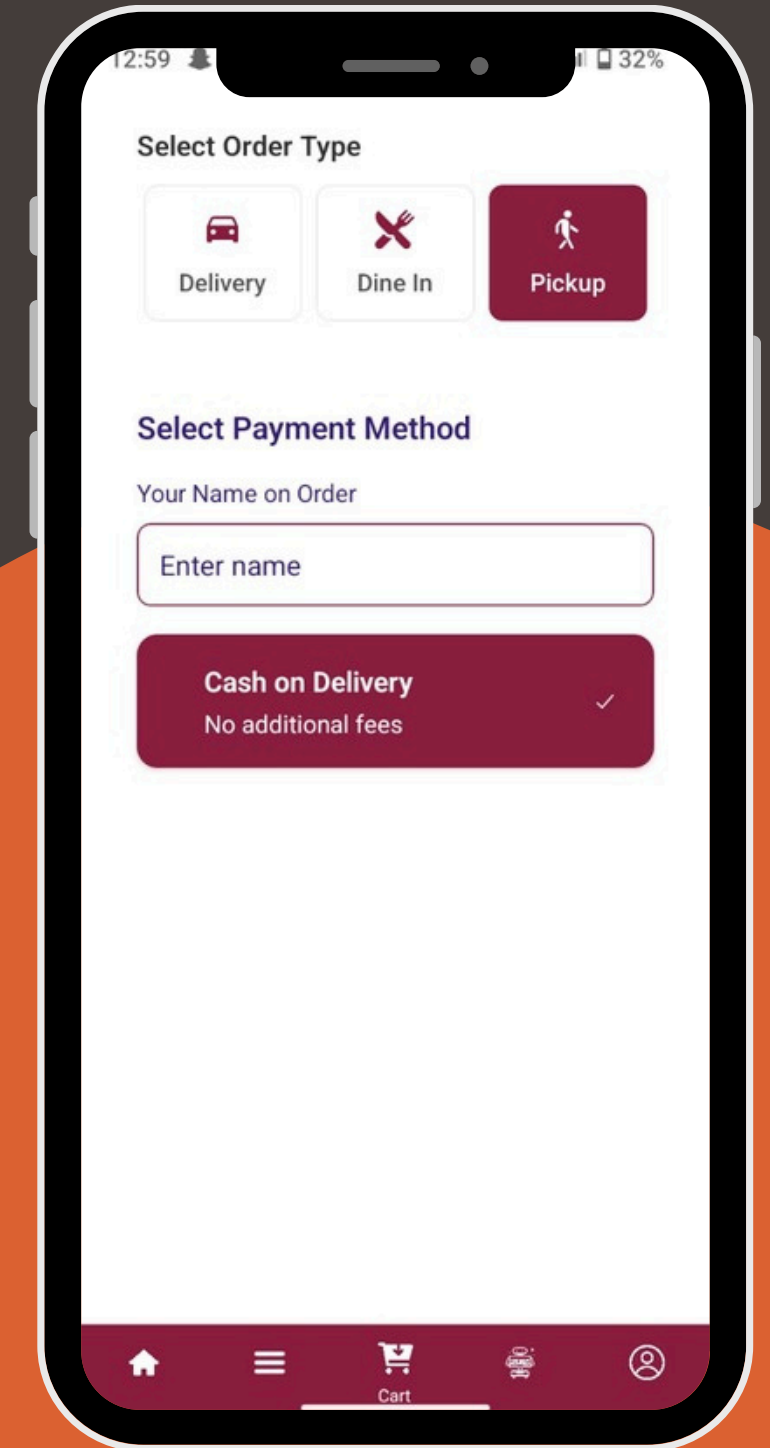 12:59
32%
Select Order Type
Delivery
Dine In
Pickup
Select Payment Method
Your Name on Order
Enter name
Cash on Delivery
No additional fees
Cart